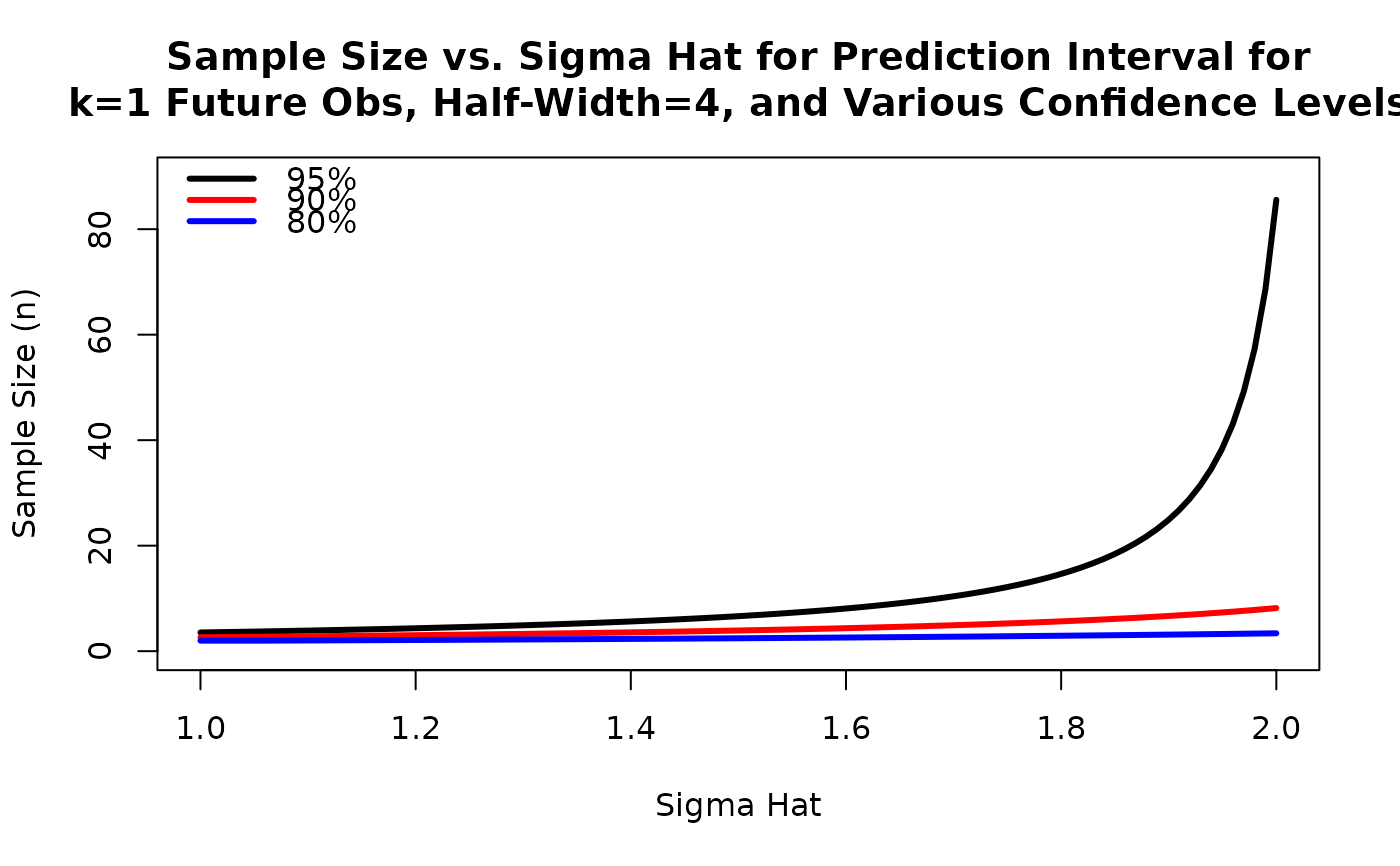 Sample Size vs. Sigma Hat for Prediction Interval for
k=1 Future Obs, Half-Width=4, and Various Confidence Levels
95%
90%
80%
Sample Size (n)
80
60
40
20
0
1.0 1.2 1.4 1.6 1.8 2.0
Sigma Hat